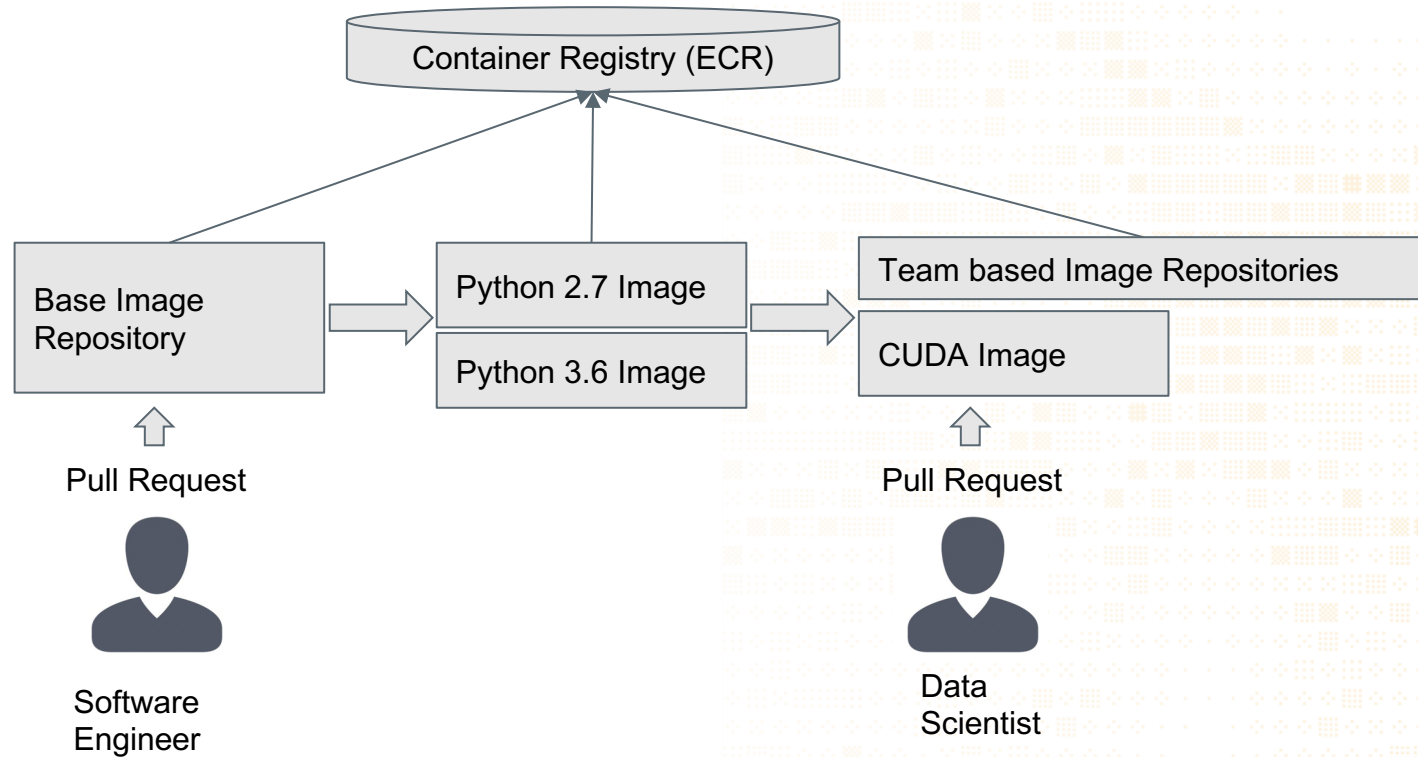 Container Registry (ECR)
Base Image
Repository
Python 2.7 Image
Python 3.6 Image
Team based Image Repositories
CUDA Image
Pull Request
Pull Request
Software
Engineer
Data
Scientist